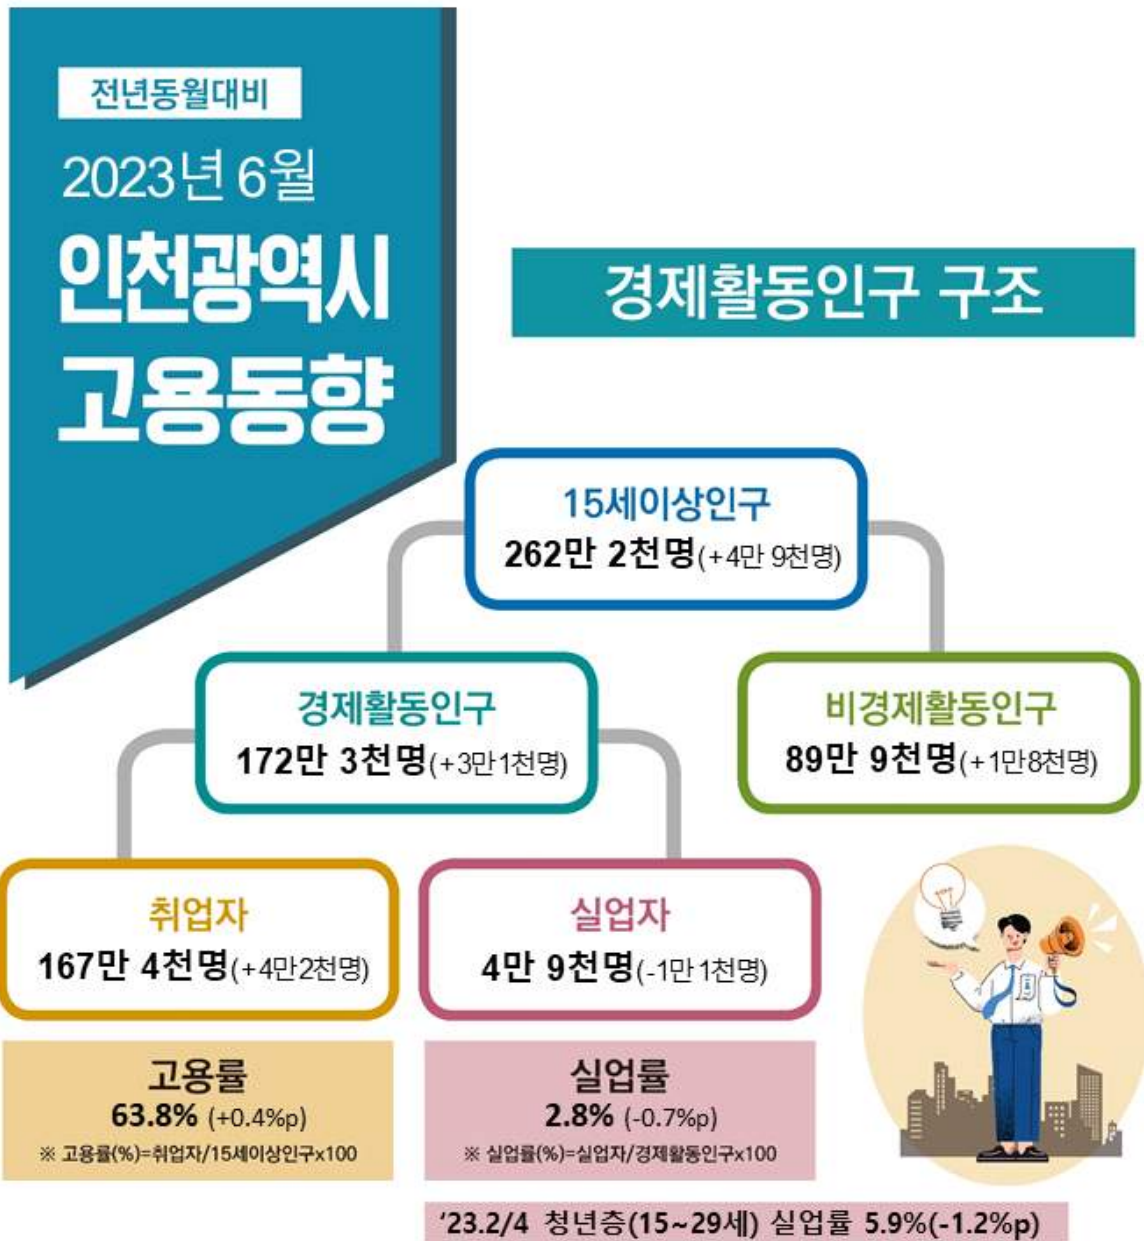 전년동월대비
2023년 6월
인천광역시
고용동향
경제활동인구 구조
15세이상인구
262만 2천명(+4만 9천명)
경제활동인구
172만 3천명(+3만1천명)
비경제활동인구
89만 9천명(+1만8천명)
취업자
167만 4천명(+4만2천명)
실업자
4만 9천명(-1만1천명)
고용률
63.8% (+0.4%p)
※ 고용률(%)=취업자/15세이상인구x100
실업률
2.8% (-0.7%p)
※ 실업률(%)=실업자/경제활동인구x100
‘23.2/4 청년층(15~29세) 실업률 5.9%(-1.2%p)